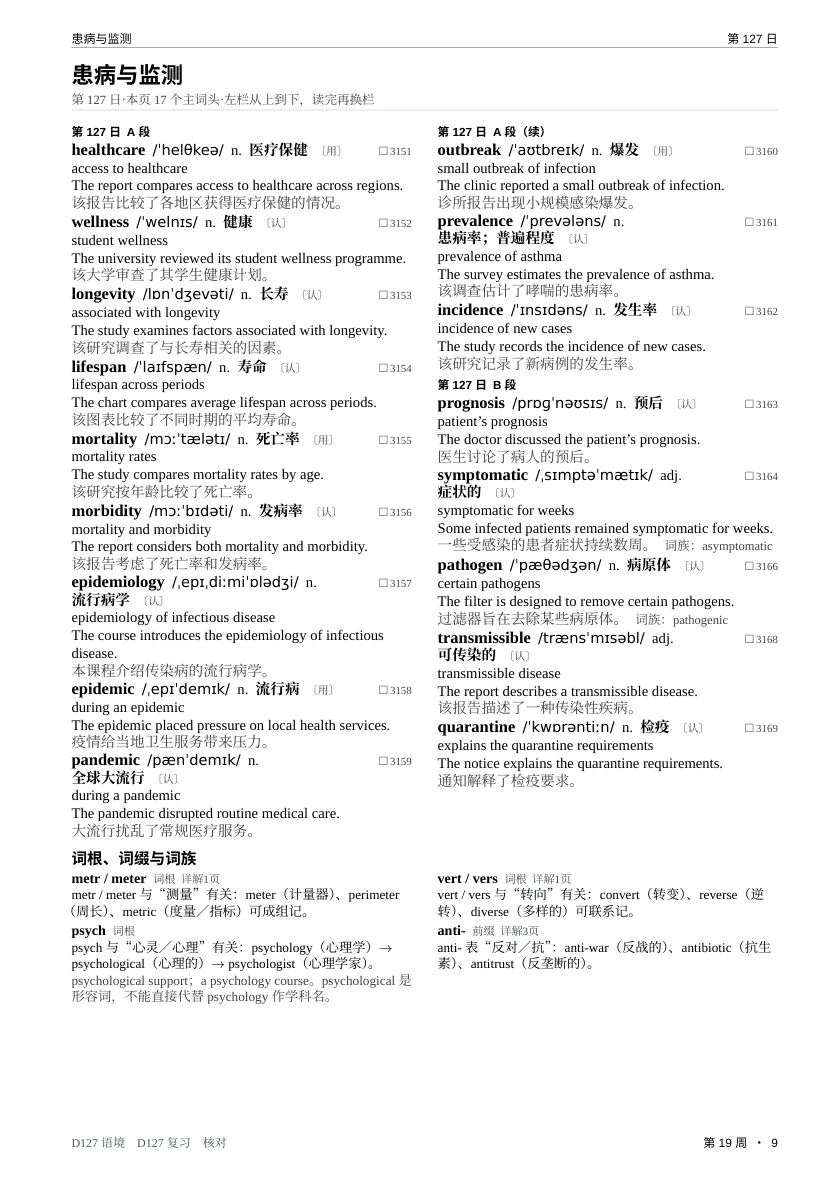 患病与监测
第 127 日
患病与监测
第 127 日·本页 17 个主词头·左栏从上到下，读完再换栏
第 127 日 A 段
healthcare /ˈhelθkeə/ n. 医疗保健 〔用〕 □3151
access to healthcare
The report compares access to healthcare across regions.
该报告比较了各地区获得医疗保健的情况。
wellness /ˈwelnɪs/ n. 健康 〔认〕 □3152
student wellness
The university reviewed its student wellness programme.
该大学审查了其学生健康计划。
longevity /lɒnˈdʒevəti/ n. 长寿 〔认〕 □3153
associated with longevity
The study examines factors associated with longevity.
该研究调查了与长寿相关的因素。
lifespan /ˈlaɪfspæn/ n. 寿命 〔认〕 □3154
lifespan across periods
The chart compares average lifespan across periods.
该图表比较了不同时期的平均寿命。
mortality /mɔːˈtælətɪ/ n. 死亡率 〔用〕 □3155
mortality rates
The study compares mortality rates by age.
该研究按年龄比较了死亡率。
morbidity /mɔːˈbɪdəti/ n. 发病率 〔认〕 □3156
mortality and morbidity
The report considers both mortality and morbidity.
该报告考虑了死亡率和发病率。
epidemiology /ˌepɪˌdiːmiˈɒlədʒi/ n. □3157
流行病学 〔认〕
epidemiology of infectious disease
The course introduces the epidemiology of infectious
disease.
本课程介绍传染病的流行病学。
epidemic /ˌepɪˈdemɪk/ n. 流行病 〔用〕 □3158
during an epidemic
The epidemic placed pressure on local health services.
疫情给当地卫生服务带来压力。
pandemic /pænˈdemɪk/ n. □3159
全球大流行 〔认〕
during a pandemic
The pandemic disrupted routine medical care.
大流行扰乱了常规医疗服务。
第 127 日 A 段（续）
outbreak /ˈaʊtbreɪk/ n. 爆发 〔用〕 □3160
small outbreak of infection
The clinic reported a small outbreak of infection.
诊所报告出现小规模感染爆发。
prevalence /ˈprevələns/ n. □3161
患病率；普遍程度 〔认〕
prevalence of asthma
The survey estimates the prevalence of asthma.
该调查估计了哮喘的患病率。
incidence /ˈɪnsɪdəns/ n. 发生率 〔认〕 □3162
incidence of new cases
The study records the incidence of new cases.
该研究记录了新病例的发生率。
第 127 日 B 段
prognosis /prɒɡˈnəʊsɪs/ n. 预后 〔认〕 □3163
patient’s prognosis
The doctor discussed the patient’s prognosis.
医生讨论了病人的预后。
symptomatic /ˌsɪmptəˈmætɪk/ adj. □3164
症状的 〔认〕
symptomatic for weeks
Some infected patients remained symptomatic for weeks.
一些受感染的患者症状持续数周。 词族：asymptomatic
pathogen /ˈpæθədʒən/ n. 病原体 〔认〕 □3166
certain pathogens
The filter is designed to remove certain pathogens.
过滤器旨在去除某些病原体。 词族：pathogenic
transmissible /trænsˈmɪsəbl/ adj. □3168
可传染的 〔认〕
transmissible disease
The report describes a transmissible disease.
该报告描述了一种传染性疾病。
quarantine /ˈkwɒrəntiːn/ n. 检疫 〔认〕 □3169
explains the quarantine requirements
The notice explains the quarantine requirements.
通知解释了检疫要求。
词根、词缀与词族
metr / meter 词根 详解1页
metr / meter 与“测量”有关：meter（计量器）、perimeter
（周长）、metric（度量／指标）可成组记。
psych 词根
psych 与“心灵／心理”有关：psychology（心理学）→
psychological（心理的）→ psychologist（心理学家）。
psychological support；a psychology course。psychological 是
形容词，不能直接代替 psychology 作学科名。
vert / vers 词根 详解1页
vert / vers 与“转向”有关：convert（转变）、reverse（逆
转）、diverse（多样的）可联系记。
anti- 前缀 详解3页
anti- 表“反对／抗”：anti-war（反战的）、antibiotic（抗生
素）、antitrust（反垄断的）。
D127 语境 D127 复习 核对
第 19 周 · 9